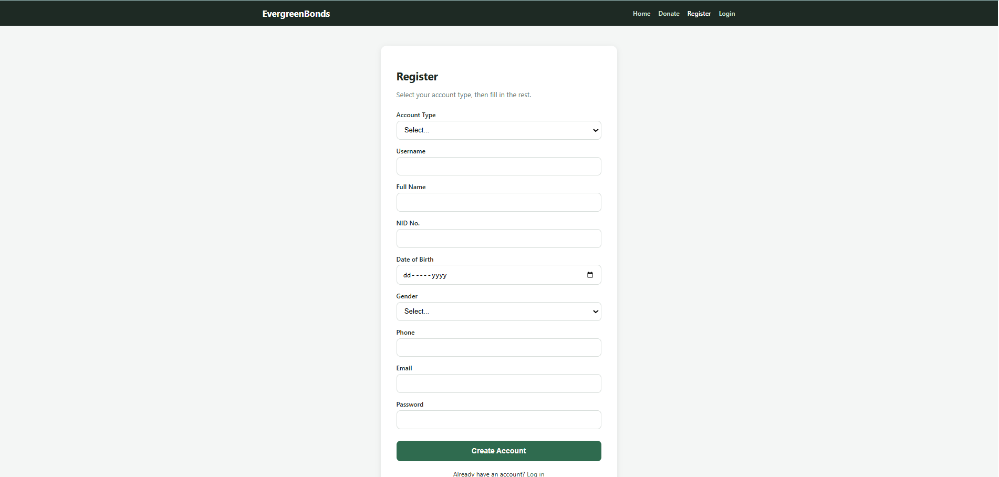 EvergreenBonds
Home Donate Register Login
Register
Select your account type, then fill in the rest.
Account Type
Select...
Username
Full Name
NID No.
Date of Birth
dd-----yyyy
Gender
Select...
Phone
Email
Password
Create Account
Already have an account? Log in